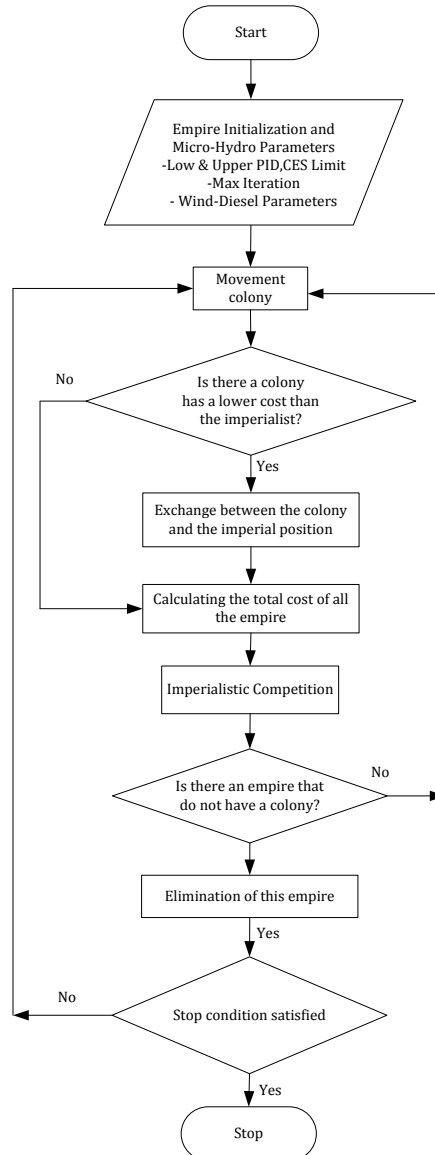 Start
Empire Initialization and
Micro-Hydro Parameters
-Low & Upper PID,CES Limit
-Max Iteration
- Wind-Diesel Parameters
Movement
colony
No
Is there a colony
has a lower cost than
the imperialist?
Yes
Exchange between the colony
and the imperial position
Calculating the total cost of all
the empire
Imperialistic Competition
Is there an empire that
do not have a colony?
No
Elimination of this empire
Yes
No
Stop condition satisfied
Yes
Stop